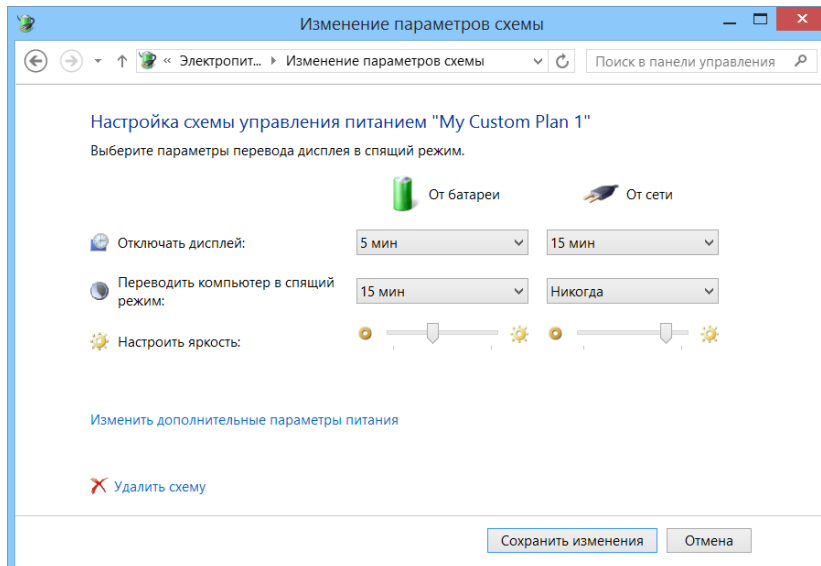 Изменение параметров схемы
« Электропит... Изменение параметров схемы Поиск в панели управления
Настройка схемы управления питанием "My Custom Plan 1"
Выберите параметры перевода дисплея в спящий режим.
От батареи От сети
Отключать дисплей: 5 мин 15 мин
Переводить компьютер в спящий
режим: 15 мин Никогда
Настроить яркость:
Изменить дополнительные параметры питания
Удалить схему
Сохранить изменения Отмена